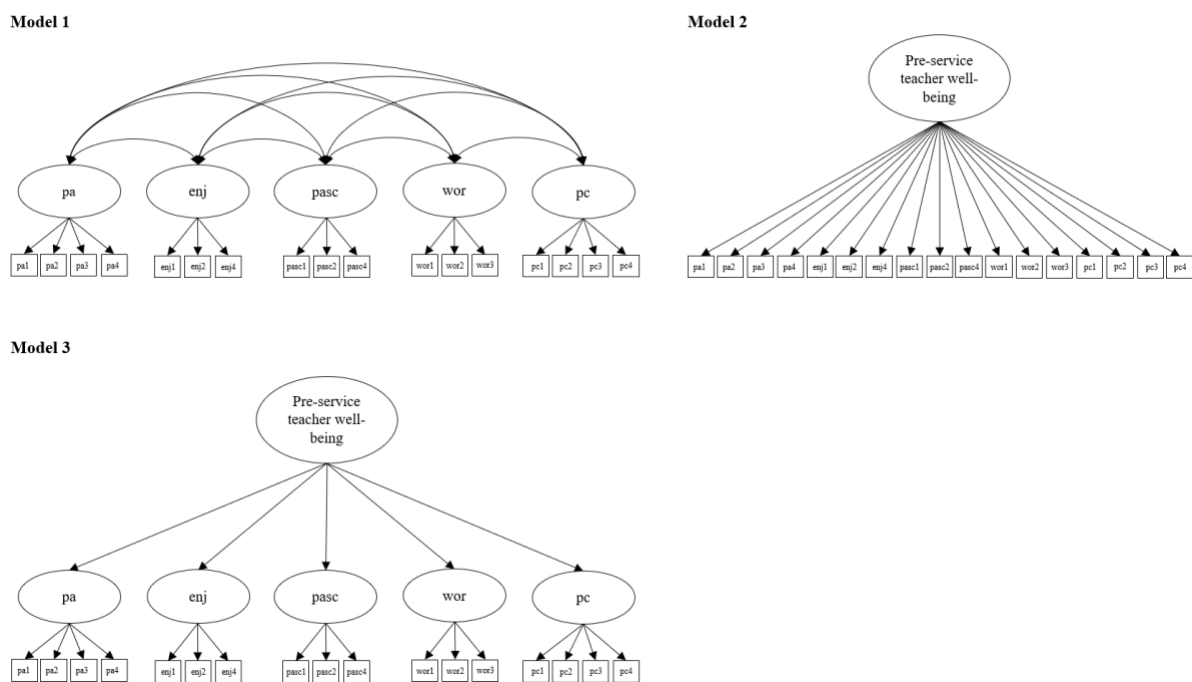 Model 1
pa enj pasc wor pc
pa1 pa2 pa3 pa4 enj1 enj2 enj4 pasc1 pasc2 pasc4 wor1 wor2 wor3 pc1 pc2 pc3 pc4
Model 2
Pre-service
teacher well-
being
pa1 pa2 pa3 pa4 enj1 enj2 enj4 pasc1 pasc2 pasc4 wor1 wor2 wor3 pc1 pc2 pc3 pc4
Model 3
Pre-service
teacher well-
being
pa enj pasc wor pc
pa1 pa2 pa3 pa4 enj1 enj2 enj4 pasc1 pasc2 pasc4 wor1 wor2 wor3 pc1 pc2 pc3 pc4